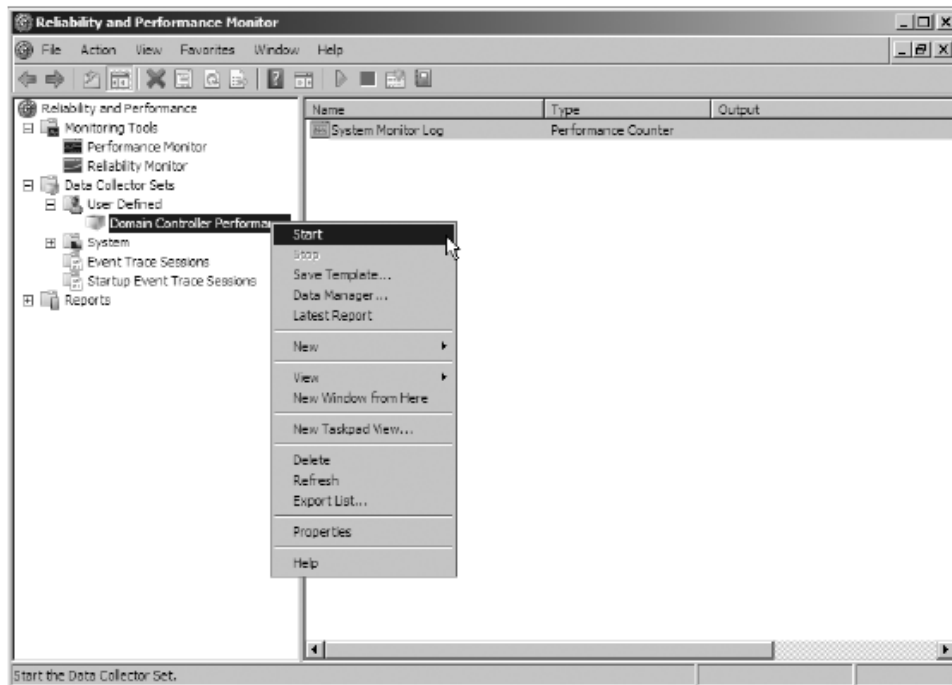 Reliability and Performance Monitor
File Action View Favorites Window Help
Reliability and Performance
Monitoring Tools
Performance Monitor
Reliability Monitor
Data Collector Sets
User Defined
Domain Controller Performa
System
Event Trace Sessions
Startup Event Trace Sessions
Reports
Name Type Output
System Monitor Log Performance Counter
Start
Stop
Save Template...
Data Manager...
Latest Report
New
View
New Window from Here
New Taskpad View...
Delete
Refresh
Export List...
Properties
Help
Start the Data Collector Set.